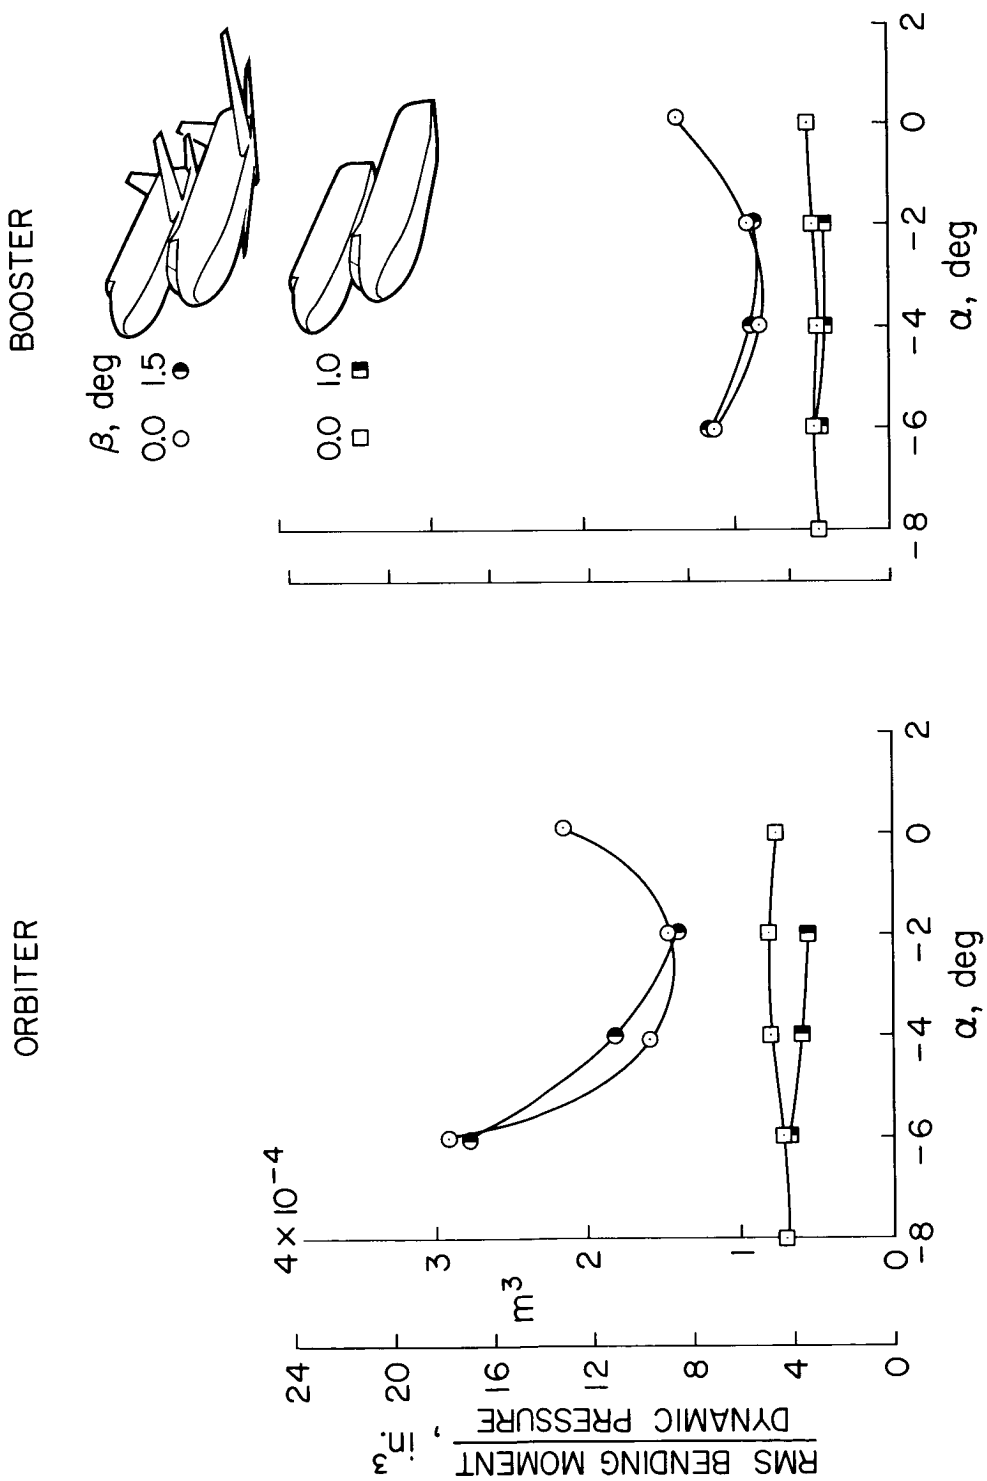 ORBITER
BOOSTER
β, deg
0.0 1.5
0.0 1.0
RMS BENDING MOMENT
DYNAMIC PRESSURE
, in.³
24
20
16
12
8
4
0
m³
4 × 10⁻⁴
3
2
1
0
-8 -6 -4 -2 0 2
α, deg
-8 -6 -4 -2 0 2
α, deg